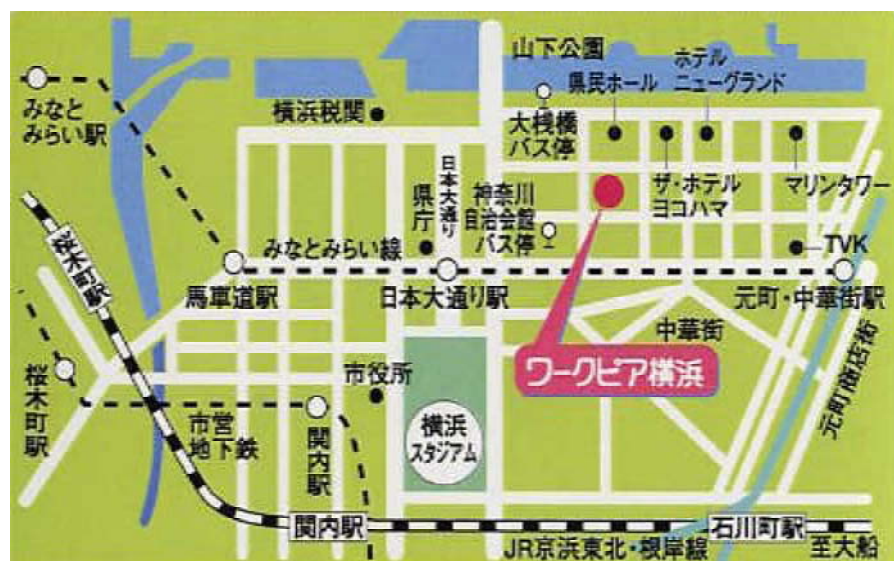 山下公園
ホテル
ニューグランド
県民ホール
みなと
みらい駅
横浜税関
大桟橋
バス停
ザ・ホテル
ヨコハマ
マリンタワー
日本大通り
県庁
神奈川
自治会館
バス停
TVK
桜木町駅
みなとみらい線
馬車道駅
日本大通り駅
元町・中華街駅
中華街
ワークピア横浜
元町商店街
桜木町駅
市役所
市営
地下鉄
関内駅
横浜
スタジアム
関内駅
石川町駅
JR京浜東北・根岸線
至大船